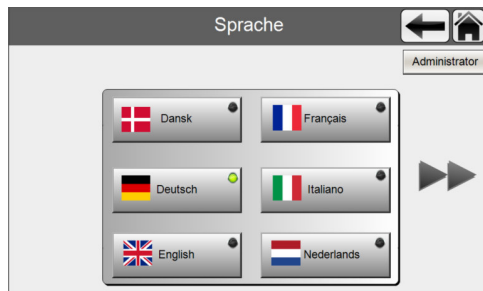 Sprache
Administrator
Dansk
Français
Deutsch
Italiano
English
Nederlands